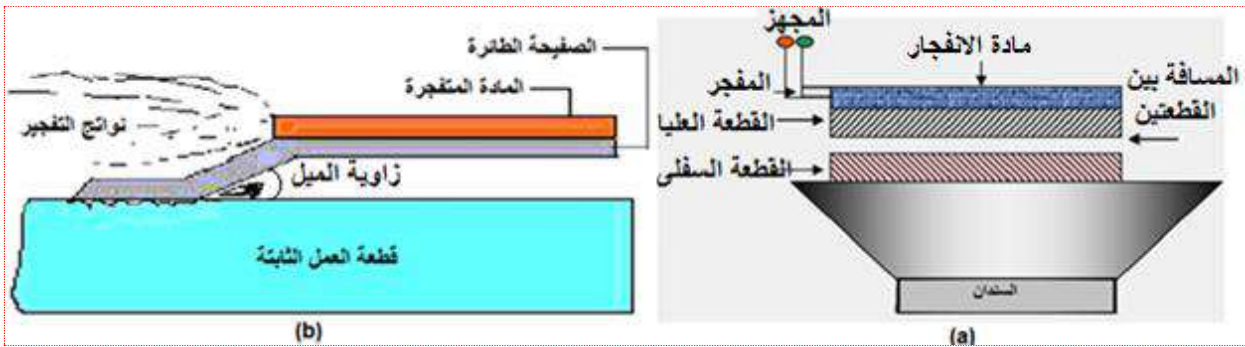 المجهز
مادة الانفجار
المسافة بين
القطعتين
المفجر
القطعة العليا
القطعة السفلى
السندان
(a)
الصفيحة الطائرة
المادة المتفجرة
نواتج التفجير
زاوية الميل
قطعة العمل الثابتة
(b)